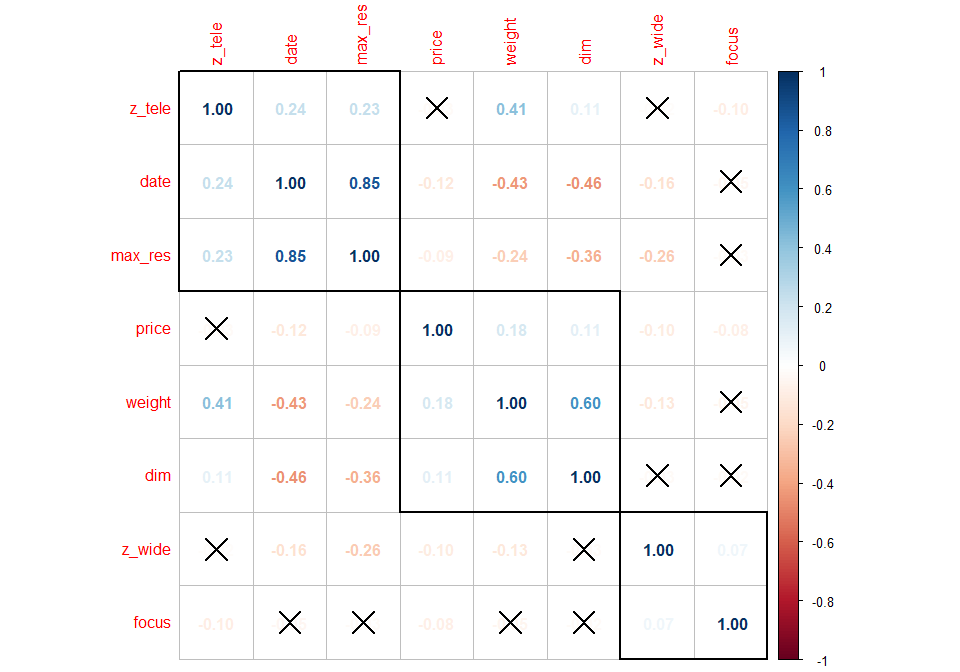 z_tele date max_res price weight dim z_wide focus
z_tele 1.00 0.24 0.23 0.41 0.11 -0.10
date 0.24 1.00 0.85 -0.12 -0.43 -0.46 -0.16
max_res 0.23 0.85 1.00 -0.09 -0.24 -0.36 -0.26
price -0.12 -0.09 1.00 0.18 0.11 -0.10 -0.08
weight 0.41 -0.43 -0.24 0.18 1.00 0.60 -0.13
dim 0.11 -0.46 -0.36 0.11 0.60 1.00
z_wide -0.16 -0.26 -0.10 -0.13 1.00 0.07
focus -0.10 -0.08 0.07 1.00
1
0.8
0.6
0.4
0.2
0
-0.2
-0.4
-0.6
-0.8
-1